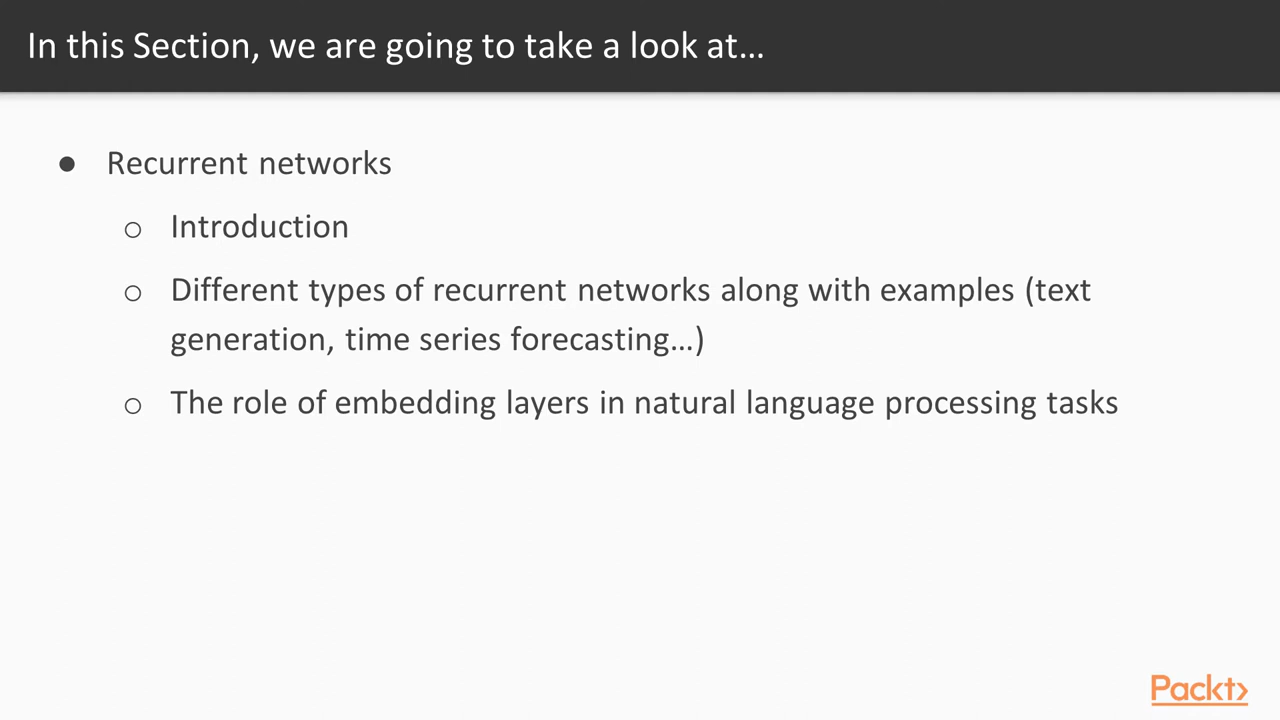 In this Section, we are going to take a look at...
● Recurrent networks
○ Introduction
○ Different types of recurrent networks along with examples (text
generation, time series forecasting...)
○ The role of embedding layers in natural language processing tasks
Packt>